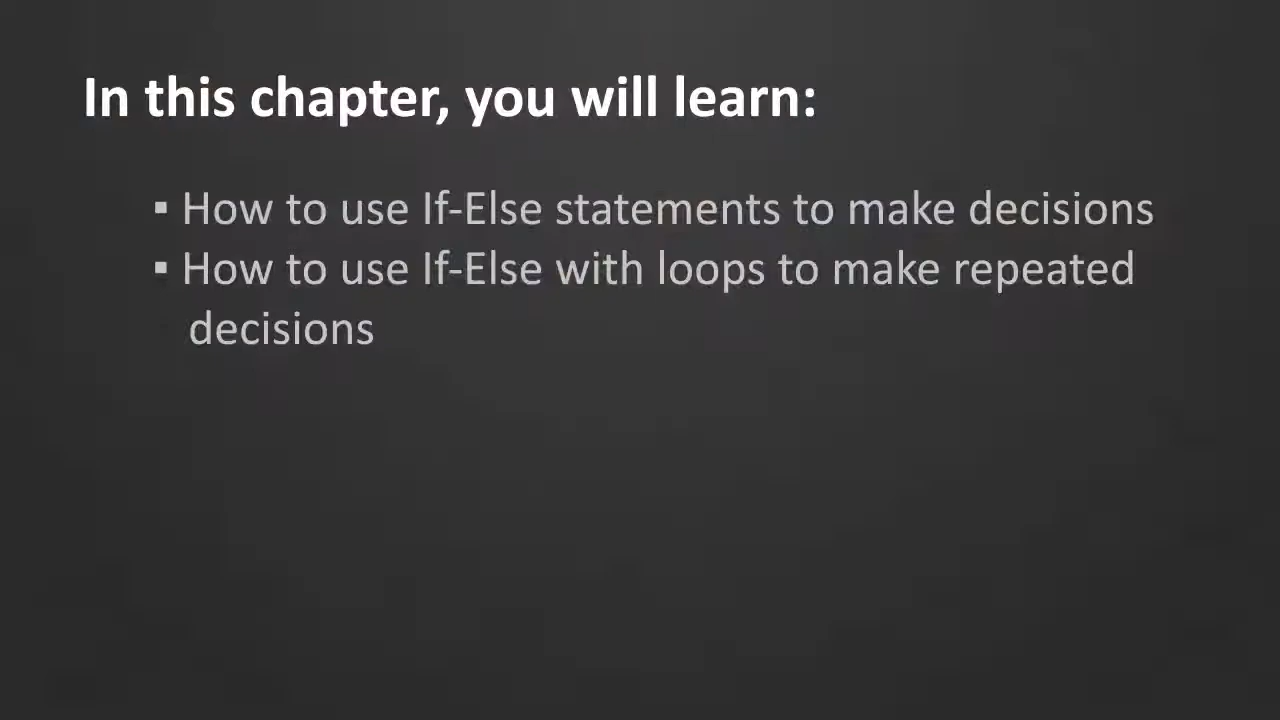 In this chapter, you will learn:
▪ How to use If-Else statements to make decisions
▪ How to use If-Else with loops to make repeated
decisions